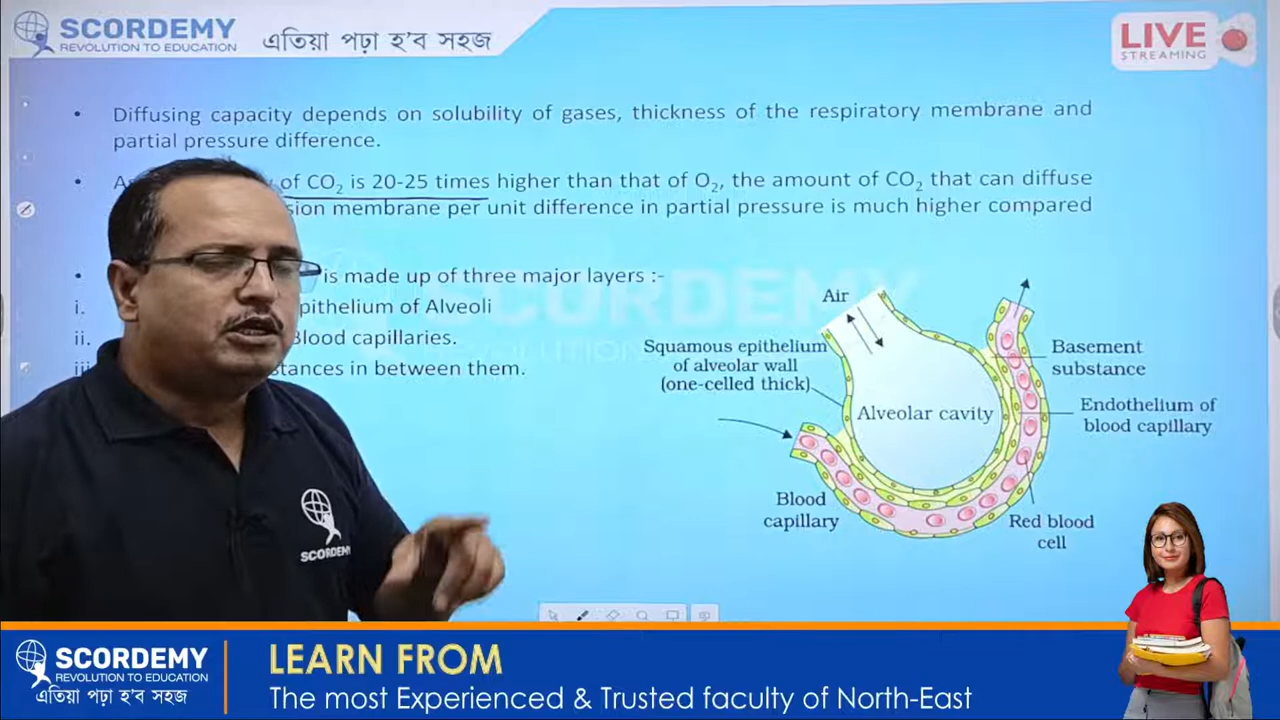 SCORDEMY
REVOLUTION TO EDUCATION
এতিয়া পঢ়া হ'ব সহজ
LIVE
STREAMING
• Diffusing capacity depends on solubility of gases, thickness of the respiratory membrane and
partial pressure difference.
• of CO₂ is 20-25 times higher than that of O₂, the amount of CO₂ that can diffuse
membrane per unit difference in partial pressure is much higher compared
• is made up of three major layers :-
i. of Alveoli
ii. Blood capillaries.
iii. in between them.
Air
Squamous epithelium
of alveolar wall
(one-celled thick)
Alveolar cavity
Basement
substance
Endothelium of
blood capillary
Blood
capillary
Red blood
cell
SCORDEMY
SCORDEMY
SCORDEMY
REVOLUTION TO EDUCATION
এতিয়া পঢ়া হ'ব সহজ
LEARN FROM
The most Experienced & Trusted faculty of North-East